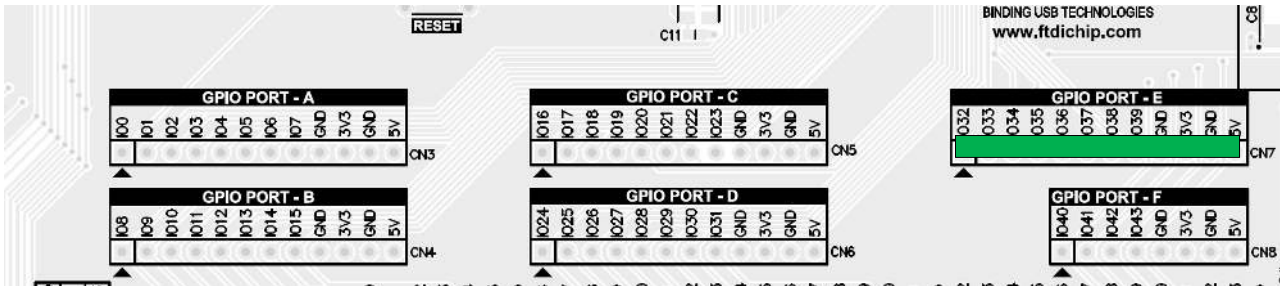 BINDING USB TECHNOLOGIES
www.ftdichip.com
RESET
C11
C8
GPIO PORT - A
IO0 IO1 IO2 IO3 IO4 IO5 IO6 IO7 GND 3V3 GND 5V
CN3
GPIO PORT - C
IO16 IO17 IO18 IO19 IO20 IO21 IO22 IO23 GND 3V3 GND 5V
CN5
GPIO PORT - E
IO32 IO33 IO34 IO35 IO36 IO37 IO38 IO39 GND 3V3 GND 5V
CN7
GPIO PORT - B
IO8 IO9 IO10 IO11 IO12 IO13 IO14 IO15 GND 3V3 GND 5V
CN4
GPIO PORT - D
IO24 IO25 IO26 IO27 IO28 IO29 IO30 IO31 GND 3V3 GND 5V
CN6
GPIO PORT - F
IO40 IO41 IO42 IO43 GND 3V3 GND 5V
CN8